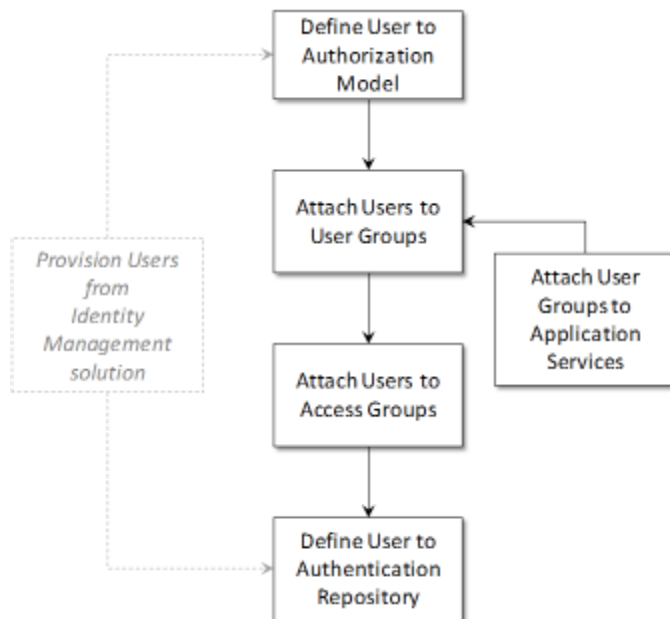 Define User to
Authorization
Model
Attach Users to
User Groups
Provision Users
from
Identity
Management
solution
Attach User
Groups to
Application
Services
Attach Users to
Access Groups
Define User to
Authentication
Repository